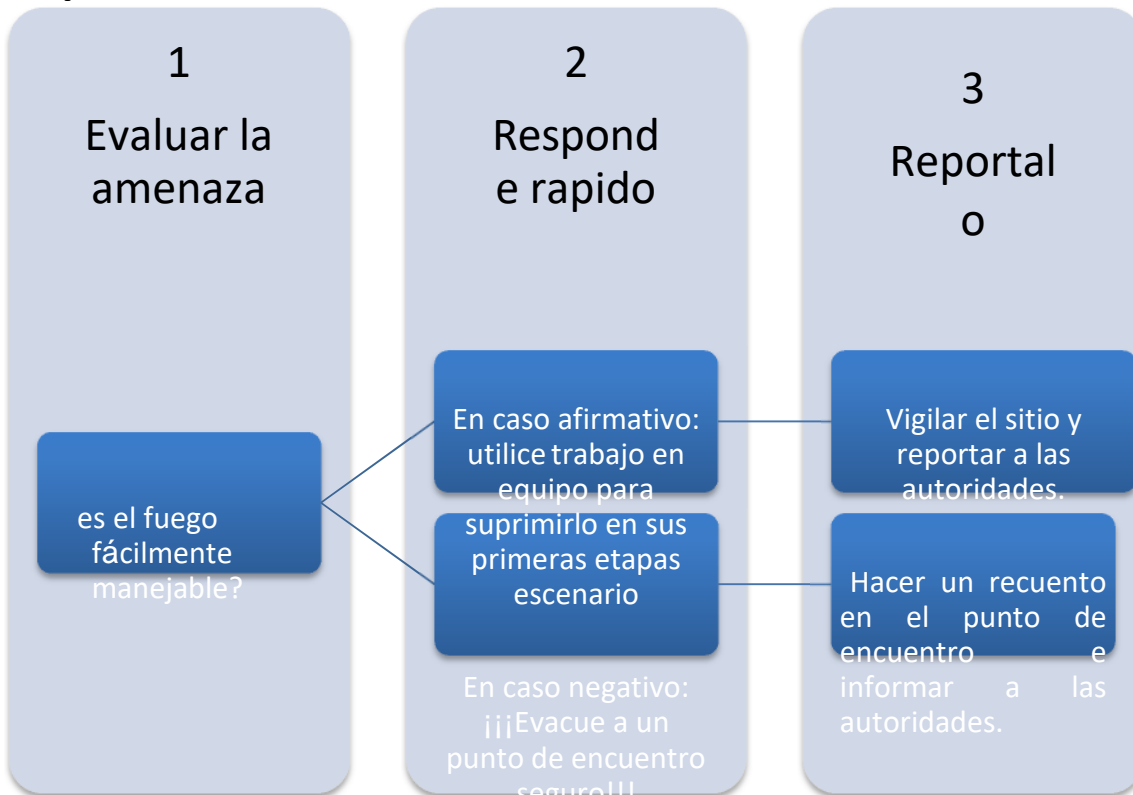 1
Evaluar la
amenaza
es el fuego
fácilmente
manejable?
2
Respond
e rapido
En caso afirmativo:
utilice trabajo en
equipo para
suprimirlo en sus
primeras etapas
escenario
En caso negativo:
¡¡¡Evacue a un
punto de encuentro
seguro!!!
3
Reportal
o
Vigilar el sitio y
reportar a las
autoridades.
Hacer un recuento
en el punto de
encuentro e
informar a las
autoridades.